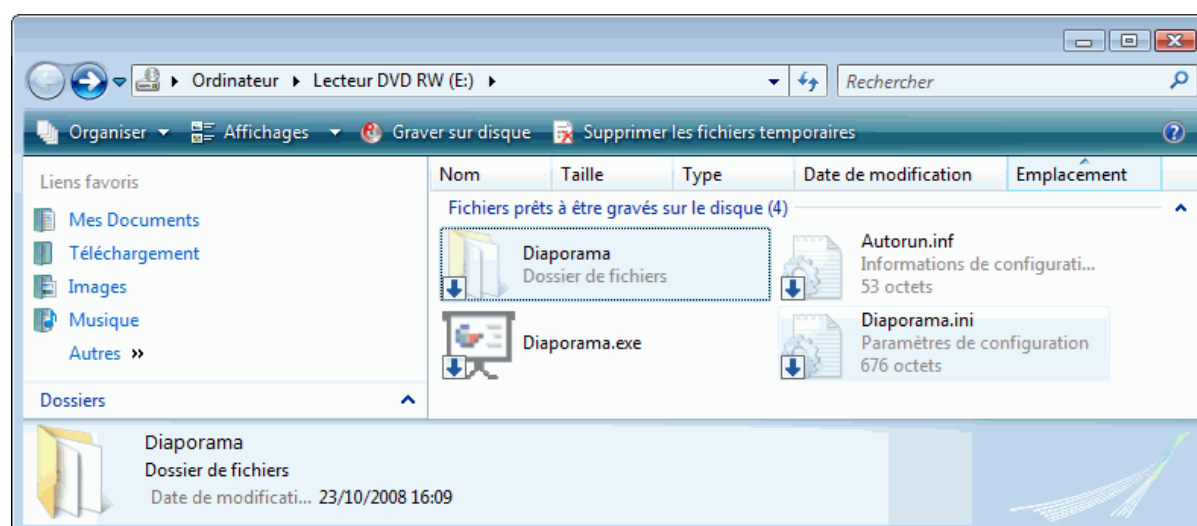 Ordinateur Lecteur DVD RW (E:)
Rechercher
Organiser Affichages Graver sur disque Supprimer les fichiers temporaires
Liens favoris
Mes Documents
Téléchargement
Images
Musique
Autres »
Dossiers
Nom Taille Type Date de modification Emplacement
Fichiers prêts à être gravés sur le disque (4)
Diaporama
Dossier de fichiers
Autorun.inf
Informations de configurati...
53 octets
Diaporama.exe
Diaporama.ini
Paramètres de configuration
676 octets
Diaporama
Dossier de fichiers
Date de modificati... 23/10/2008 16:09